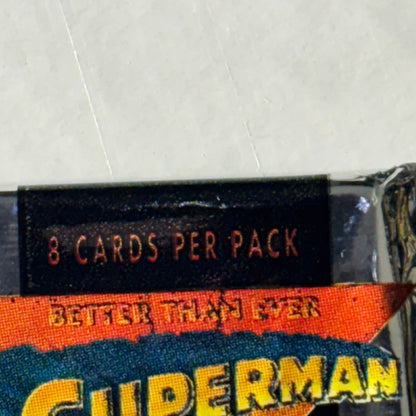 8 CARDS PER PACK
BETTER THAN EVER
SUPERMAN